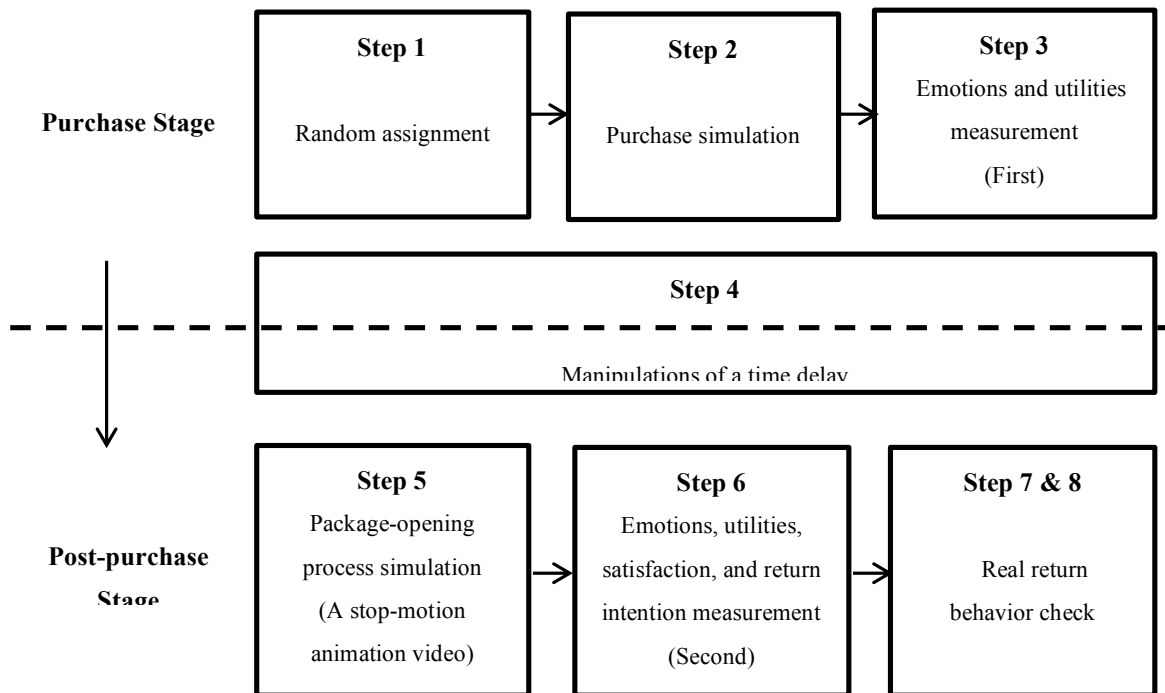 Purchase Stage
Step 1
Random assignment
Step 2
Purchase simulation
Step 3
Emotions and utilities
measurement
(First)
Step 4
Manipulations of a time delay
Post-purchase
Stage
Step 5
Package-opening
process simulation
(A stop-motion
animation video)
Step 6
Emotions, utilities,
satisfaction, and return
intention measurement
(Second)
Step 7 & 8
Real return
behavior check